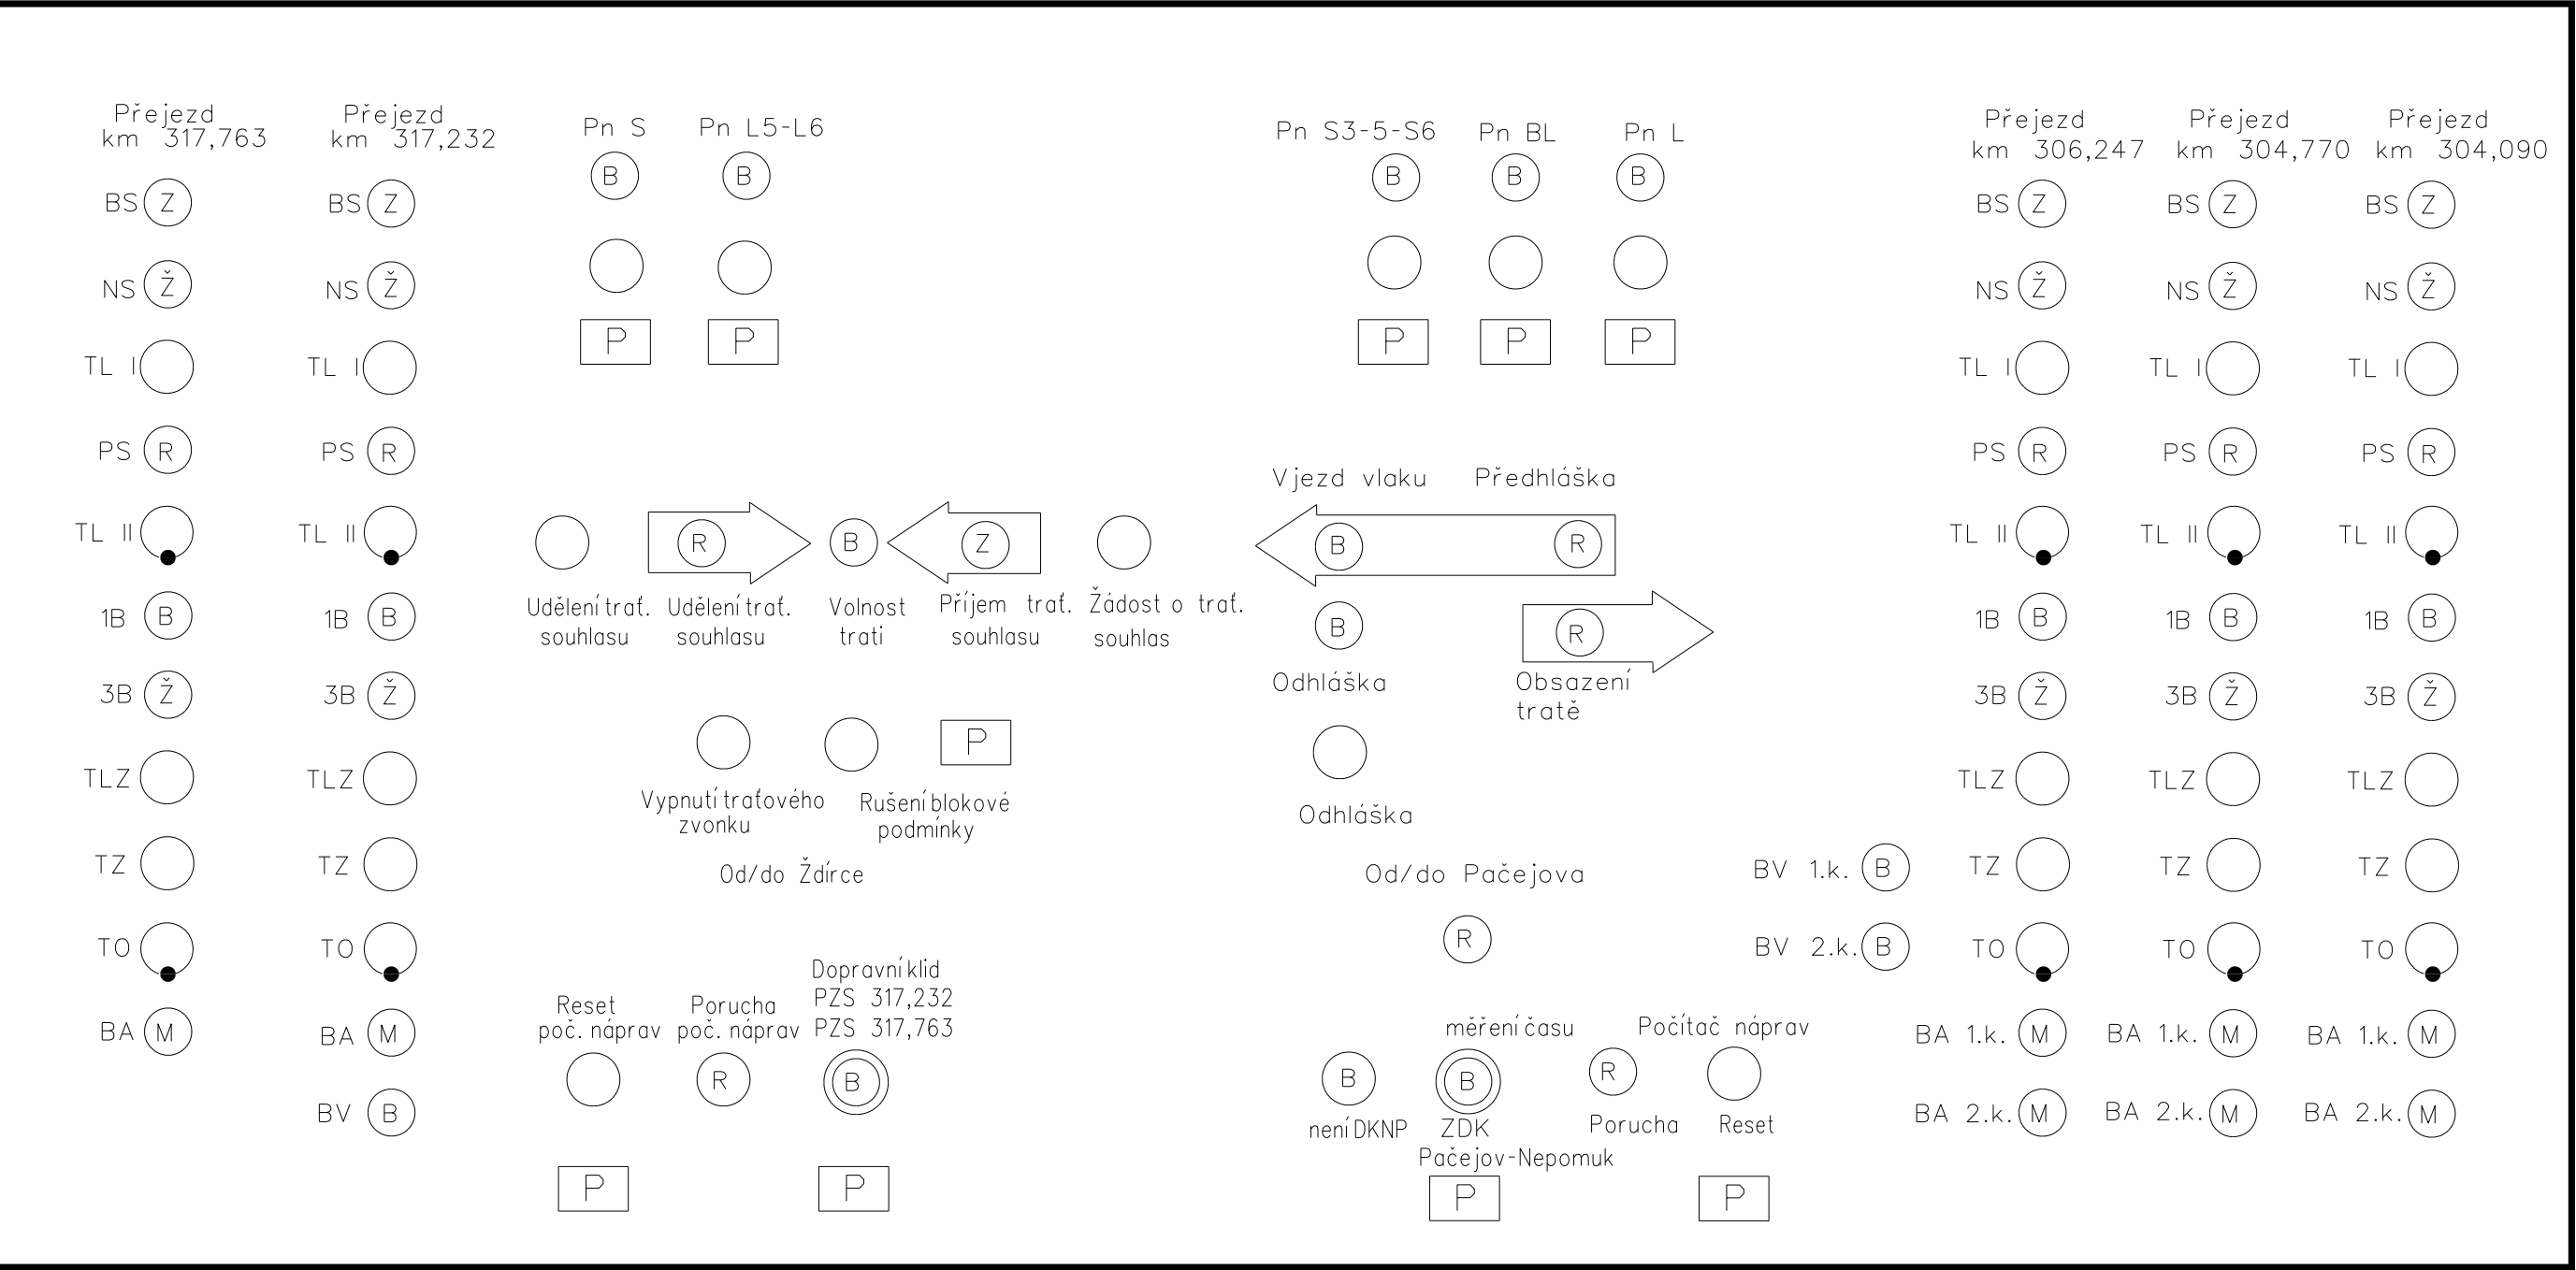 Přejezd
km 317,763
BS Z
NS Ž
TL I
PS R
TL II
1B B
3B Ž
TLZ
TZ
TO
BA M
Přejezd
km 317,232
BS Z
NS Ž
TL I
PS R
TL II
1B B
3B Ž
TLZ
TZ
TO
BA M
BV B
Pn S
B
P
Pn L5-L6
B
P
R
B
Z
Udělení trať.
souhlasu
Udělení trať.
souhlasu
Volnost
trati
Příjem trať.
souhlasu
Žádost o trať.
souhlas
P
Vypnutí traťového
zvonku
Rušení blokové
podmínky
Od/do Ždírce
Reset
poč. náprav
P
Porucha
poč. náprav
R
Dopravní klid
PZS 317,232
PZS 317,763
B
P
Pn S3-5-S6
B
P
Pn BL
B
P
Pn L
B
P
Vjezd vlaku
Předhláška
B
R
B
R
Odhláška
Obsazení
tratě
Odhláška
Od/do Pačejova
R
měření času
Počítač náprav
B
B
R
není DKNP
ZDK
Porucha
Reset
Pačejov-Nepomuk
P
P
BV 1.k. B
BV 2.k. B
Přejezd
km 306,247
BS Z
NS Ž
TL I
PS R
TL II
1B B
3B Ž
TLZ
TZ
TO
BA 1.k. M
BA 2.k. M
Přejezd
km 304,770
BS Z
NS Ž
TL I
PS R
TL II
1B B
3B Ž
TLZ
TZ
TO
BA 1.k. M
BA 2.k. M
Přejezd
km 304,090
BS Z
NS Ž
TL I
PS R
TL II
1B B
3B Ž
TLZ
TZ
TO
BA 1.k. M
BA 2.k. M